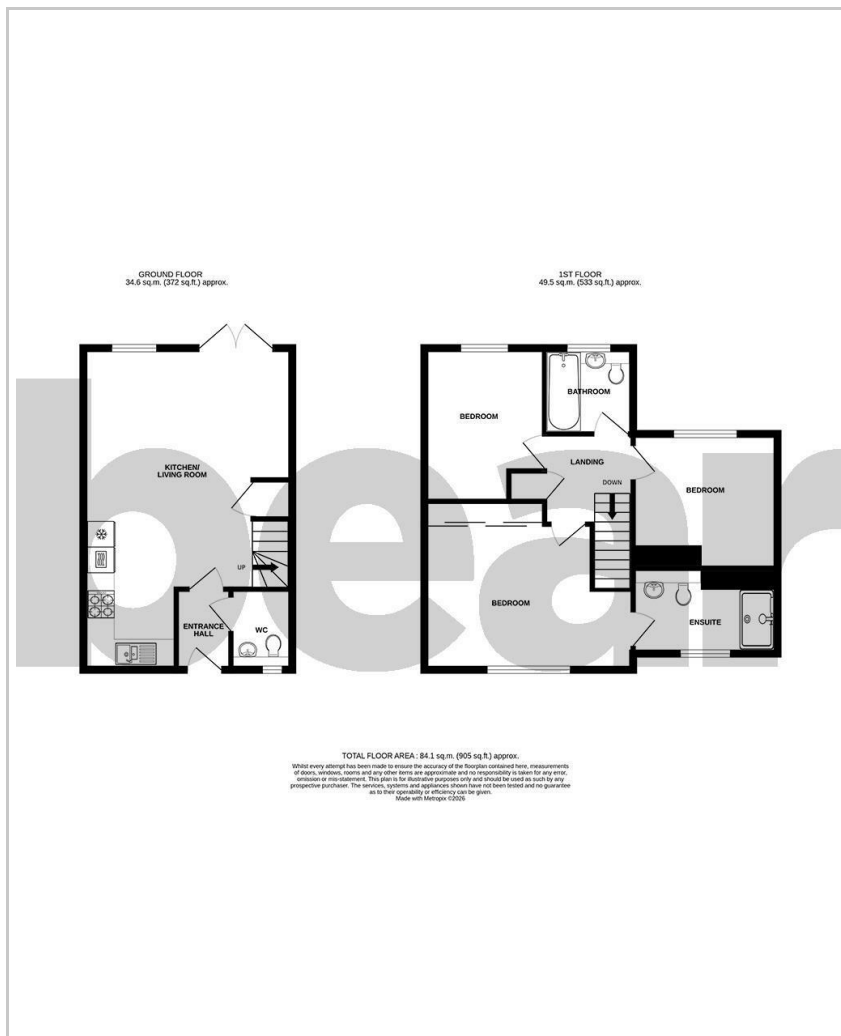 GROUND FLOOR
34.6 sq.m. (372 sq.ft.) approx.
1ST FLOOR
49.5 sq.m. (533 sq.ft.) approx.
KITCHEN/
LIVING ROOM
UP
ENTRANCE
HALL
WC
BEDROOM
BATHROOM
LANDING
DOWN
BEDROOM
BEDROOM
ENSUITE
bear
TOTAL FLOOR AREA : 84.1 sq.m. (905 sq.ft.) approx.
Whilst every attempt has been made to ensure the accuracy of the floorplan contained here, measurements
of doors, windows, rooms and any other items are approximate and no responsibility is taken for any error,
omission or mis-statement. This plan is for illustrative purposes only and should be used as such by any
prospective purchaser. The services, systems and appliances shown have not been tested and no guarantee
as to their operability or efficiency can be given.
Made with Metropix ©2026